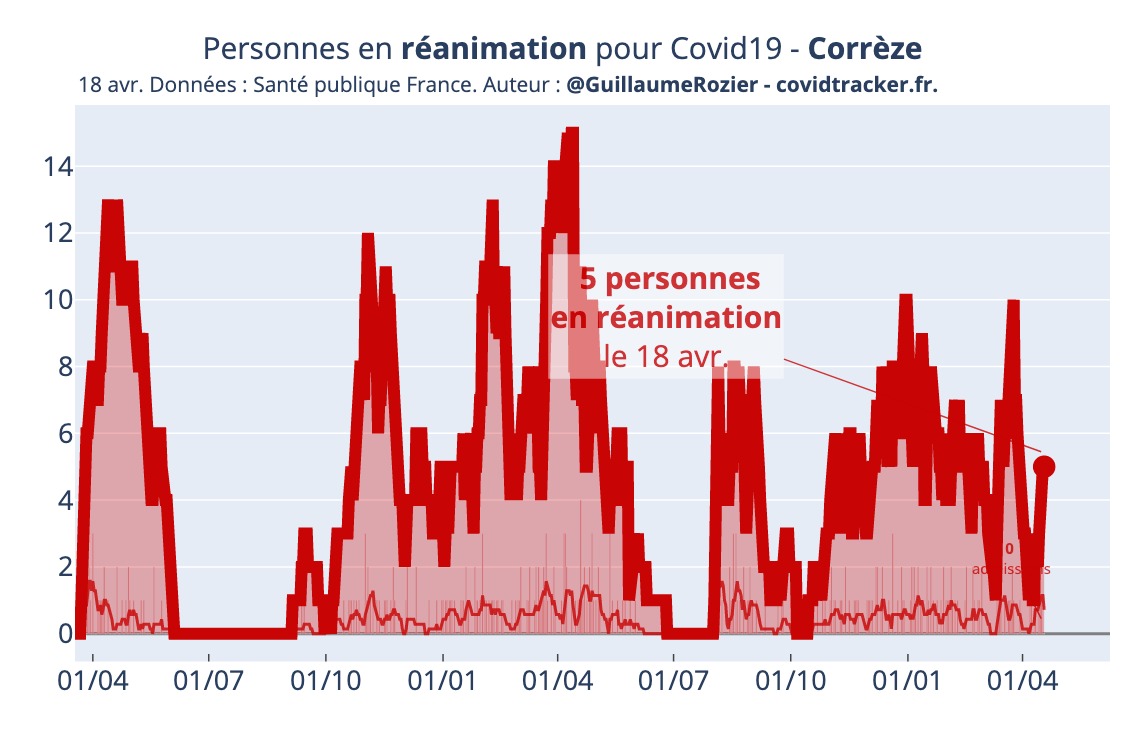 Personnes en réanimation pour Covid19 - Corrèze
18 avr. Données : Santé publique France. Auteur : @GuillaumeRozier - covidtracker.fr.
14
12
10
8
6
4
2
0
5 personnes
en réanimation
le 18 avr.
0
01/04 01/07 01/10 01/01 01/04 01/07 01/10 01/01 01/04